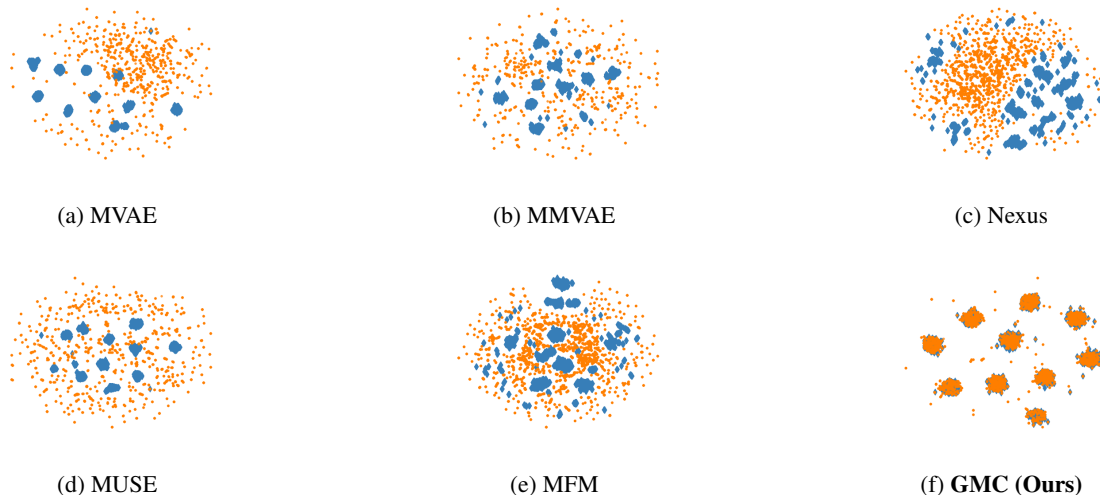 (a) MVAE
(b) MMVAE
(c) Nexus
(d) MUSE
(e) MFM
(f) GMC (Ours)